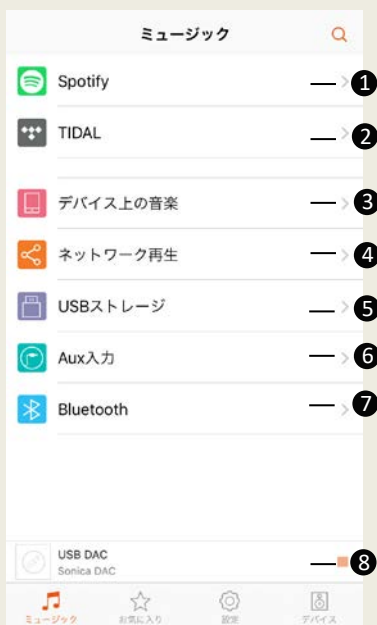 ミュージック
Spotify
1
TIDAL
2
デバイス上の音楽
3
ネットワーク再生
4
USBストレージ
5
Aux入力
6
Bluetooth
7
USB DAC
Sonica DAC
8
ミュージック
お気に入り
設定
デバイス